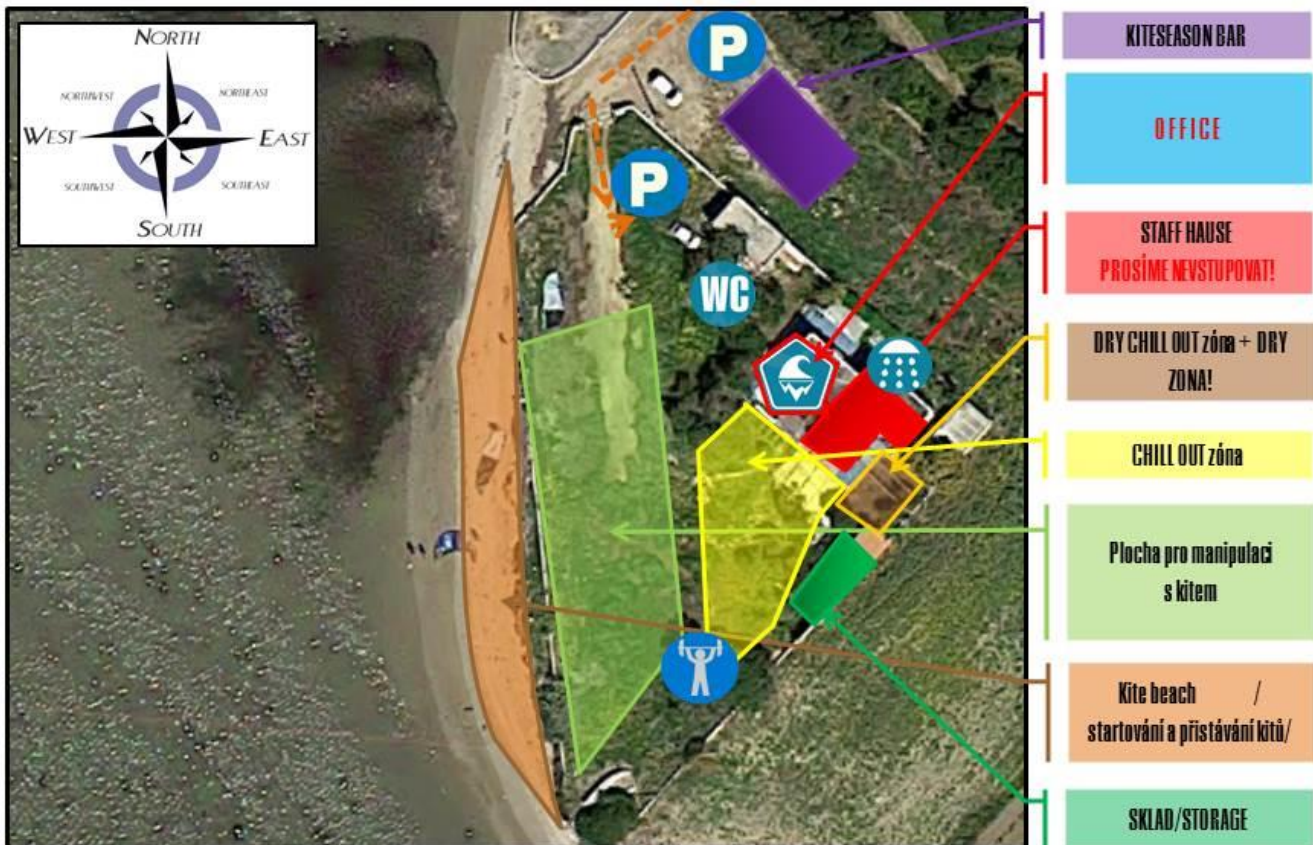 NORTH
NORTHWEST
NORTHEAST
WEST
EAST
SOUTHWEST
SOUTHEAST
SOUTH
P
P
WC
KITESEASON BAR
OFFICE
STAFF HAUSE
PROSÍME NEVSTUPOVAT!
DRY CHILL OUT zóna + DRY
ZONA!
CHILL OUT zóna
Plocha pro manipulaci
s kitem
Kite beach /
startování a přistávání kitů/
SKLAD/STORAGE